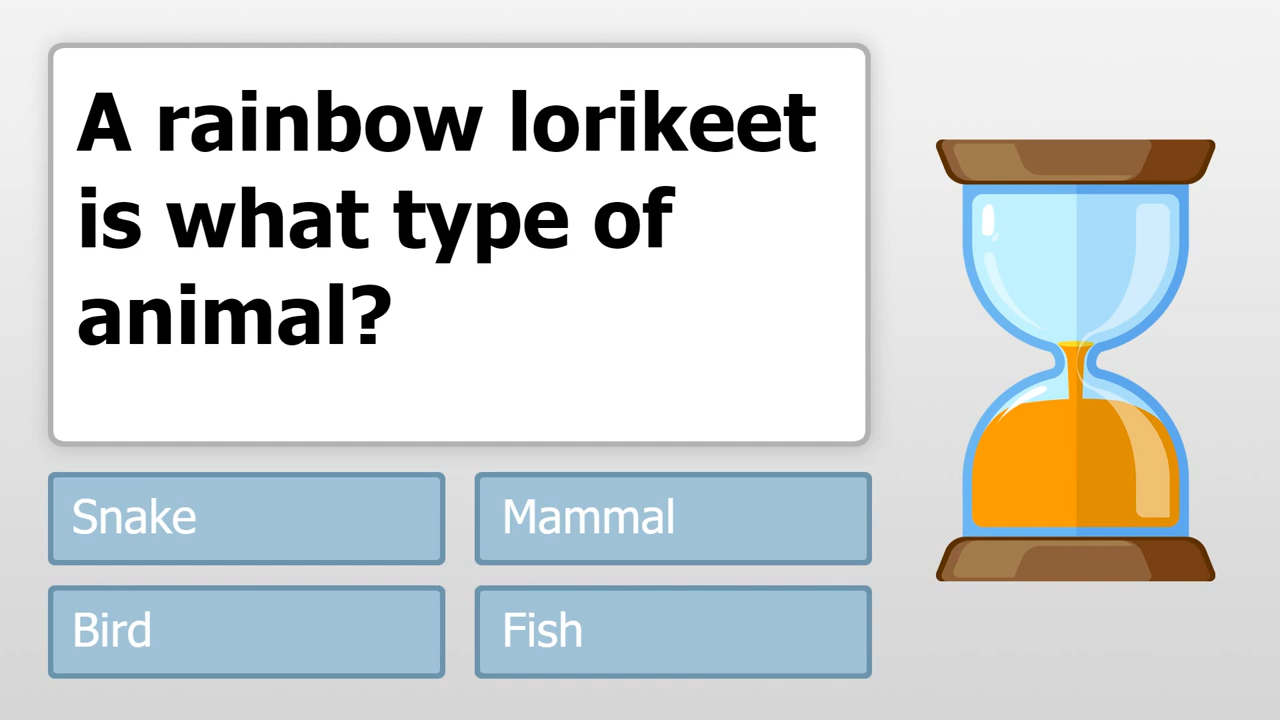 A rainbow lorikeet
is what type of
animal?
Snake
Mammal
Bird
Fish